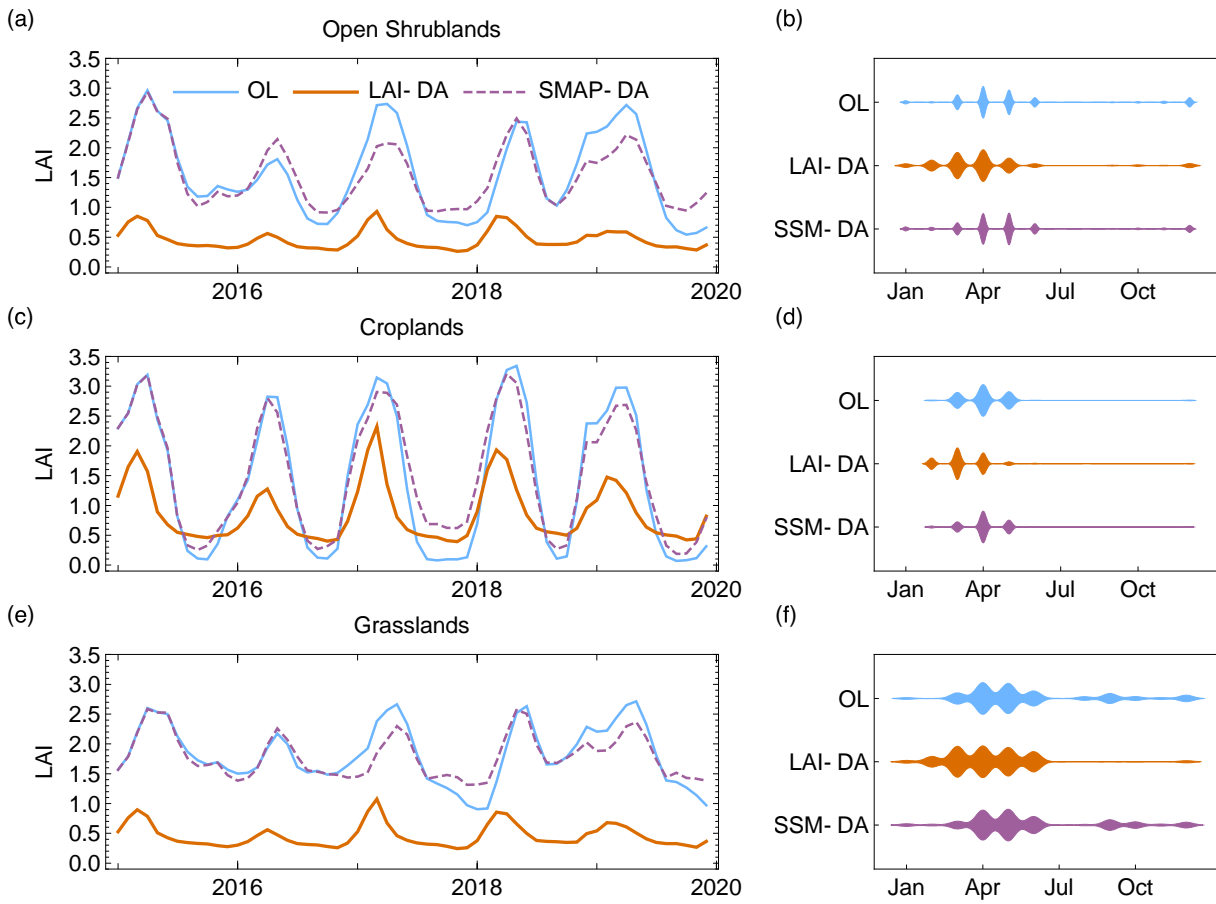 (a)
Open Shrublands
(b)
3.5
3.0
2.5
2.0
1.5
1.0
0.5
0.0
LAI
OL
LAI- DA
SMAP- DA
2016
2018
2020
OL
LAI- DA
SSM- DA
Jan
Apr
Jul
Oct
(c)
Croplands
(d)
3.5
3.0
2.5
2.0
1.5
1.0
0.5
0.0
LAI
2016
2018
2020
OL
LAI- DA
SSM- DA
Jan
Apr
Jul
Oct
(e)
Grasslands
(f)
3.5
3.0
2.5
2.0
1.5
1.0
0.5
0.0
LAI
2016
2018
2020
OL
LAI- DA
SSM- DA
Jan
Apr
Jul
Oct